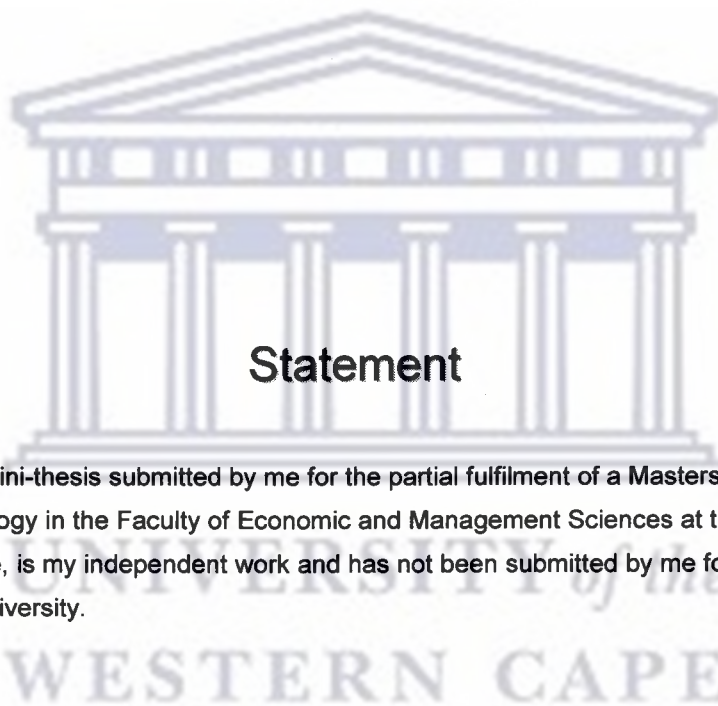 Statement
ini-thesis submitted by me for the partial fulfilment of a Masters
ogy in the Faculty of Economic and Management Sciences at t
, is my independent work and has not been submitted by me fo
iversity.
UNIVERSITY of the
WESTERN CAPE